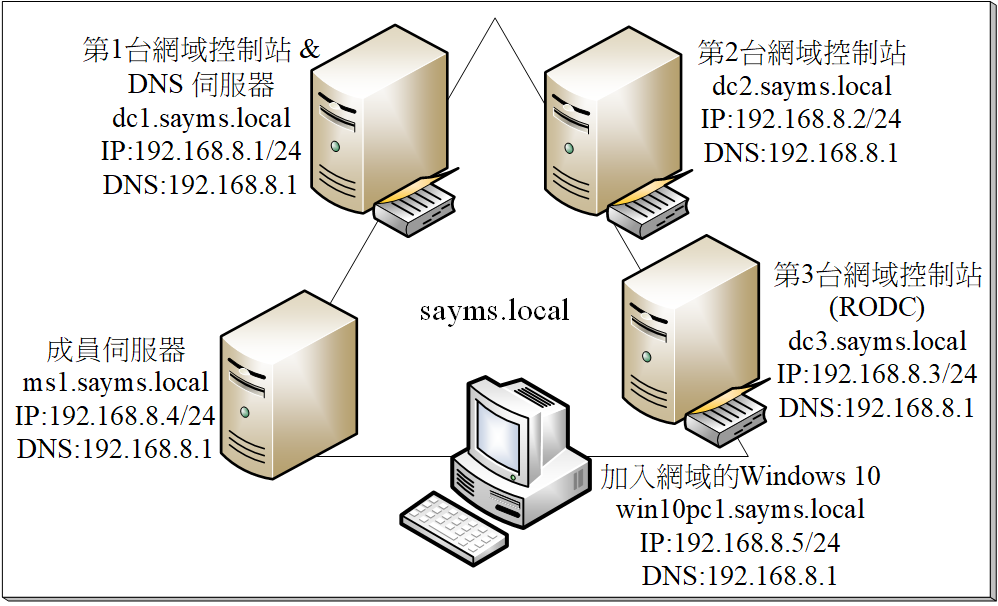 第1台網域控制站 &
DNS 伺服器
dc1.sayms.local
IP:192.168.8.1/24
DNS:192.168.8.1
第2台網域控制站
dc2.sayms.local
IP:192.168.8.2/24
DNS:192.168.8.1
sayms.local
第3台網域控制站
(RODC)
dc3.sayms.local
IP:192.168.8.3/24
DNS:192.168.8.1
成員伺服器
ms1.sayms.local
IP:192.168.8.4/24
DNS:192.168.8.1
加入網域的Windows 10
win10pc1.sayms.local
IP:192.168.8.5/24
DNS:192.168.8.1